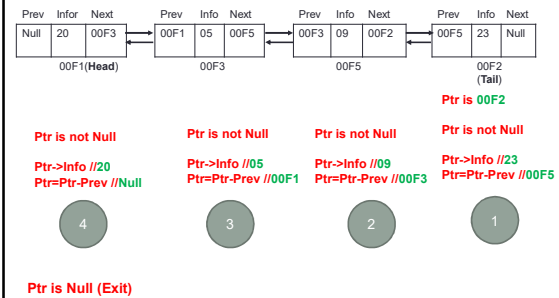 Prev Infor Next
Null 20 00F3
00F1(Head)
Prev Info Next
00F1 05 00F5
00F3
Prev Info Next
00F3 09 00F2
00F5
Prev Info Next
00F5 23 Null
00F2
(Tail)
Ptr is 00F2
Ptr is not Null
Ptr->Info //20
Ptr=Ptr-Prev //Null
4
Ptr is not Null
Ptr->Info //05
Ptr=Ptr-Prev //00F1
3
Ptr is not Null
Ptr->Info //09
Ptr=Ptr-Prev //00F3
2
Ptr is not Null
Ptr->Info //23
Ptr=Ptr-Prev //00F5
1
Ptr is Null (Exit)